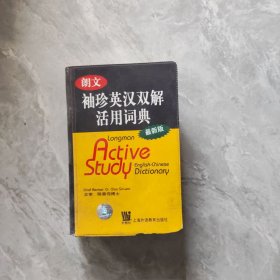 朗文
袖珍英汉双解
活用词典
最新版
Longman
Active
Study
English-Chinese
Dictionary
上海外语教育出版社